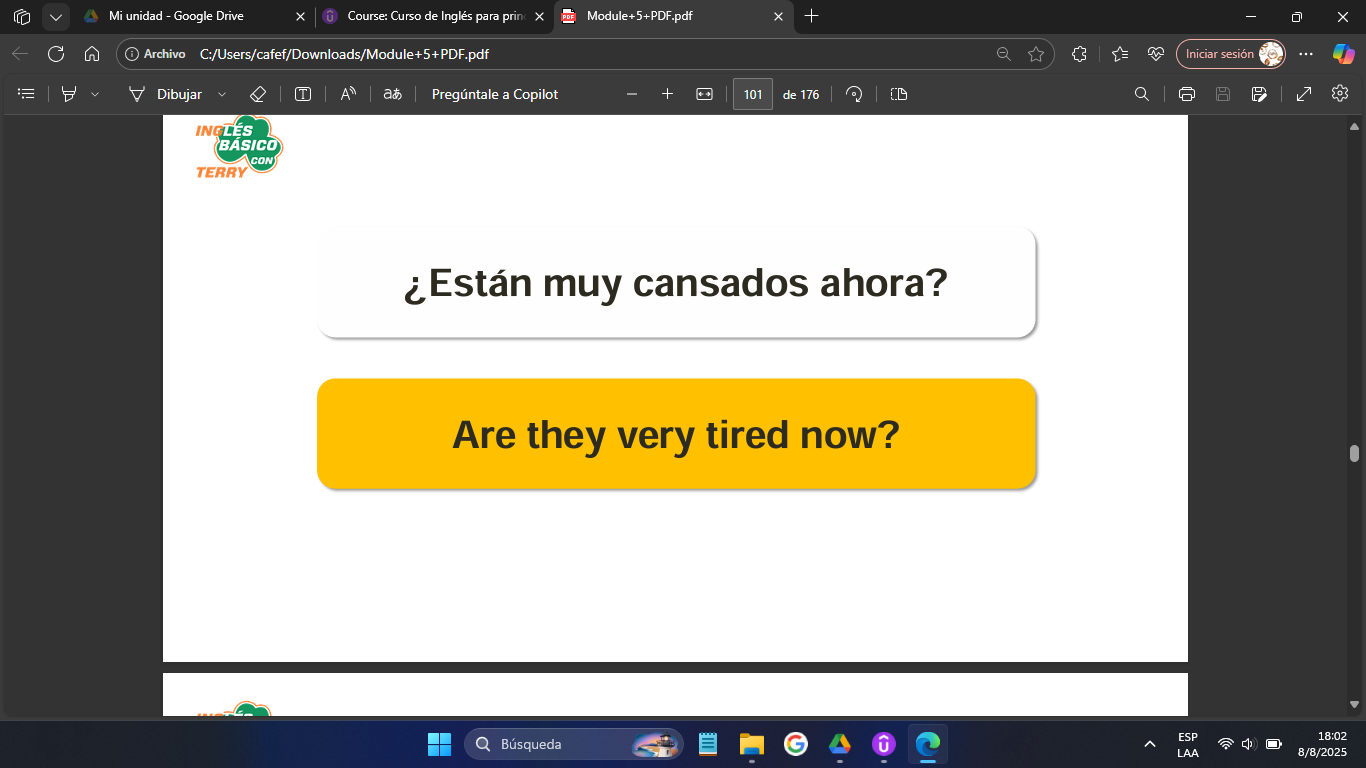 Mi unidad - Google Drive
Course: Curso de Inglés para prin
Module+5+PDF.pdf
Archivo
C:/Users/cafef/Downloads/Module+5+PDF.pdf
Iniciar sesión
Dibujar
Pregúntale a Copilot
101
de 176
INGLÉS
BÁSICO
CON
TERRY
¿Están muy cansados ahora?
Are they very tired now?
Búsqueda
ESP
LAA
18:02
8/8/2025